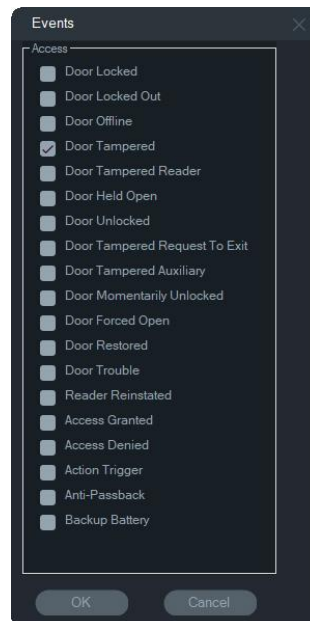 Events
Access
Door Locked
Door Locked Out
Door Offline
Door Tampered
Door Tampered Reader
Door Held Open
Door Unlocked
Door Tampered Request To Exit
Door Tampered Auxiliary
Door Momentarily Unlocked
Door Forced Open
Door Restored
Door Trouble
Reader Reinstated
Access Granted
Access Denied
Action Trigger
Anti-Passback
Backup Battery
OK Cancel